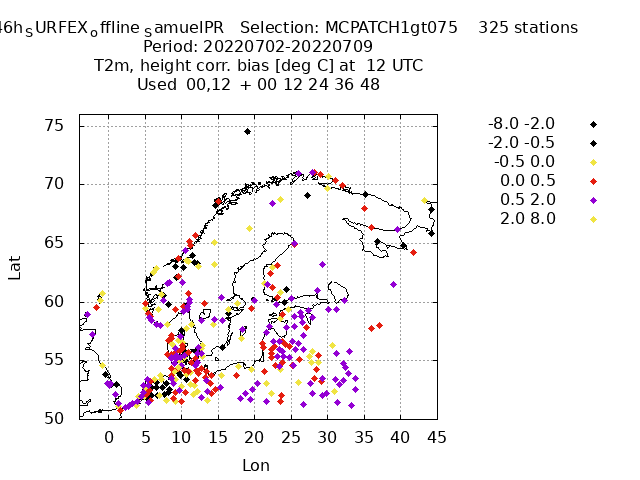 46h_SURFEX_offline_SamuelPR Selection: MCPATCH1gt075 325 stations
Period: 20220702-20220709
T2m, height corr. bias [deg C] at 12 UTC
Used 00,12 + 00 12 24 36 48
-8.0 -2.0
-2.0 -0.5
-0.5 0.0
0.0 0.5
0.5 2.0
2.0 8.0
75
70
65
60
55
50
Lat
0 5 10 15 20 25 30 35 40 45
Lon